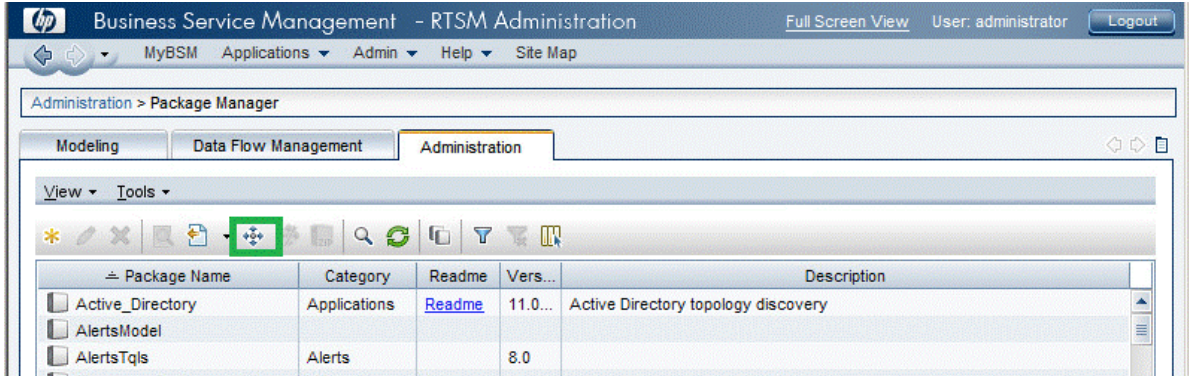 hp Business Service Management - RTSM Administration Full Screen View User: administrator Logout
MyBSM Applications Admin Help Site Map
Administration > Package Manager
Modeling Data Flow Management Administration
View Tools
Package Name Category Readme Vers... Description
Active_Directory Applications Readme 11.0... Active Directory topology discovery
AlertsModel
AlertsTqls Alerts 8.0